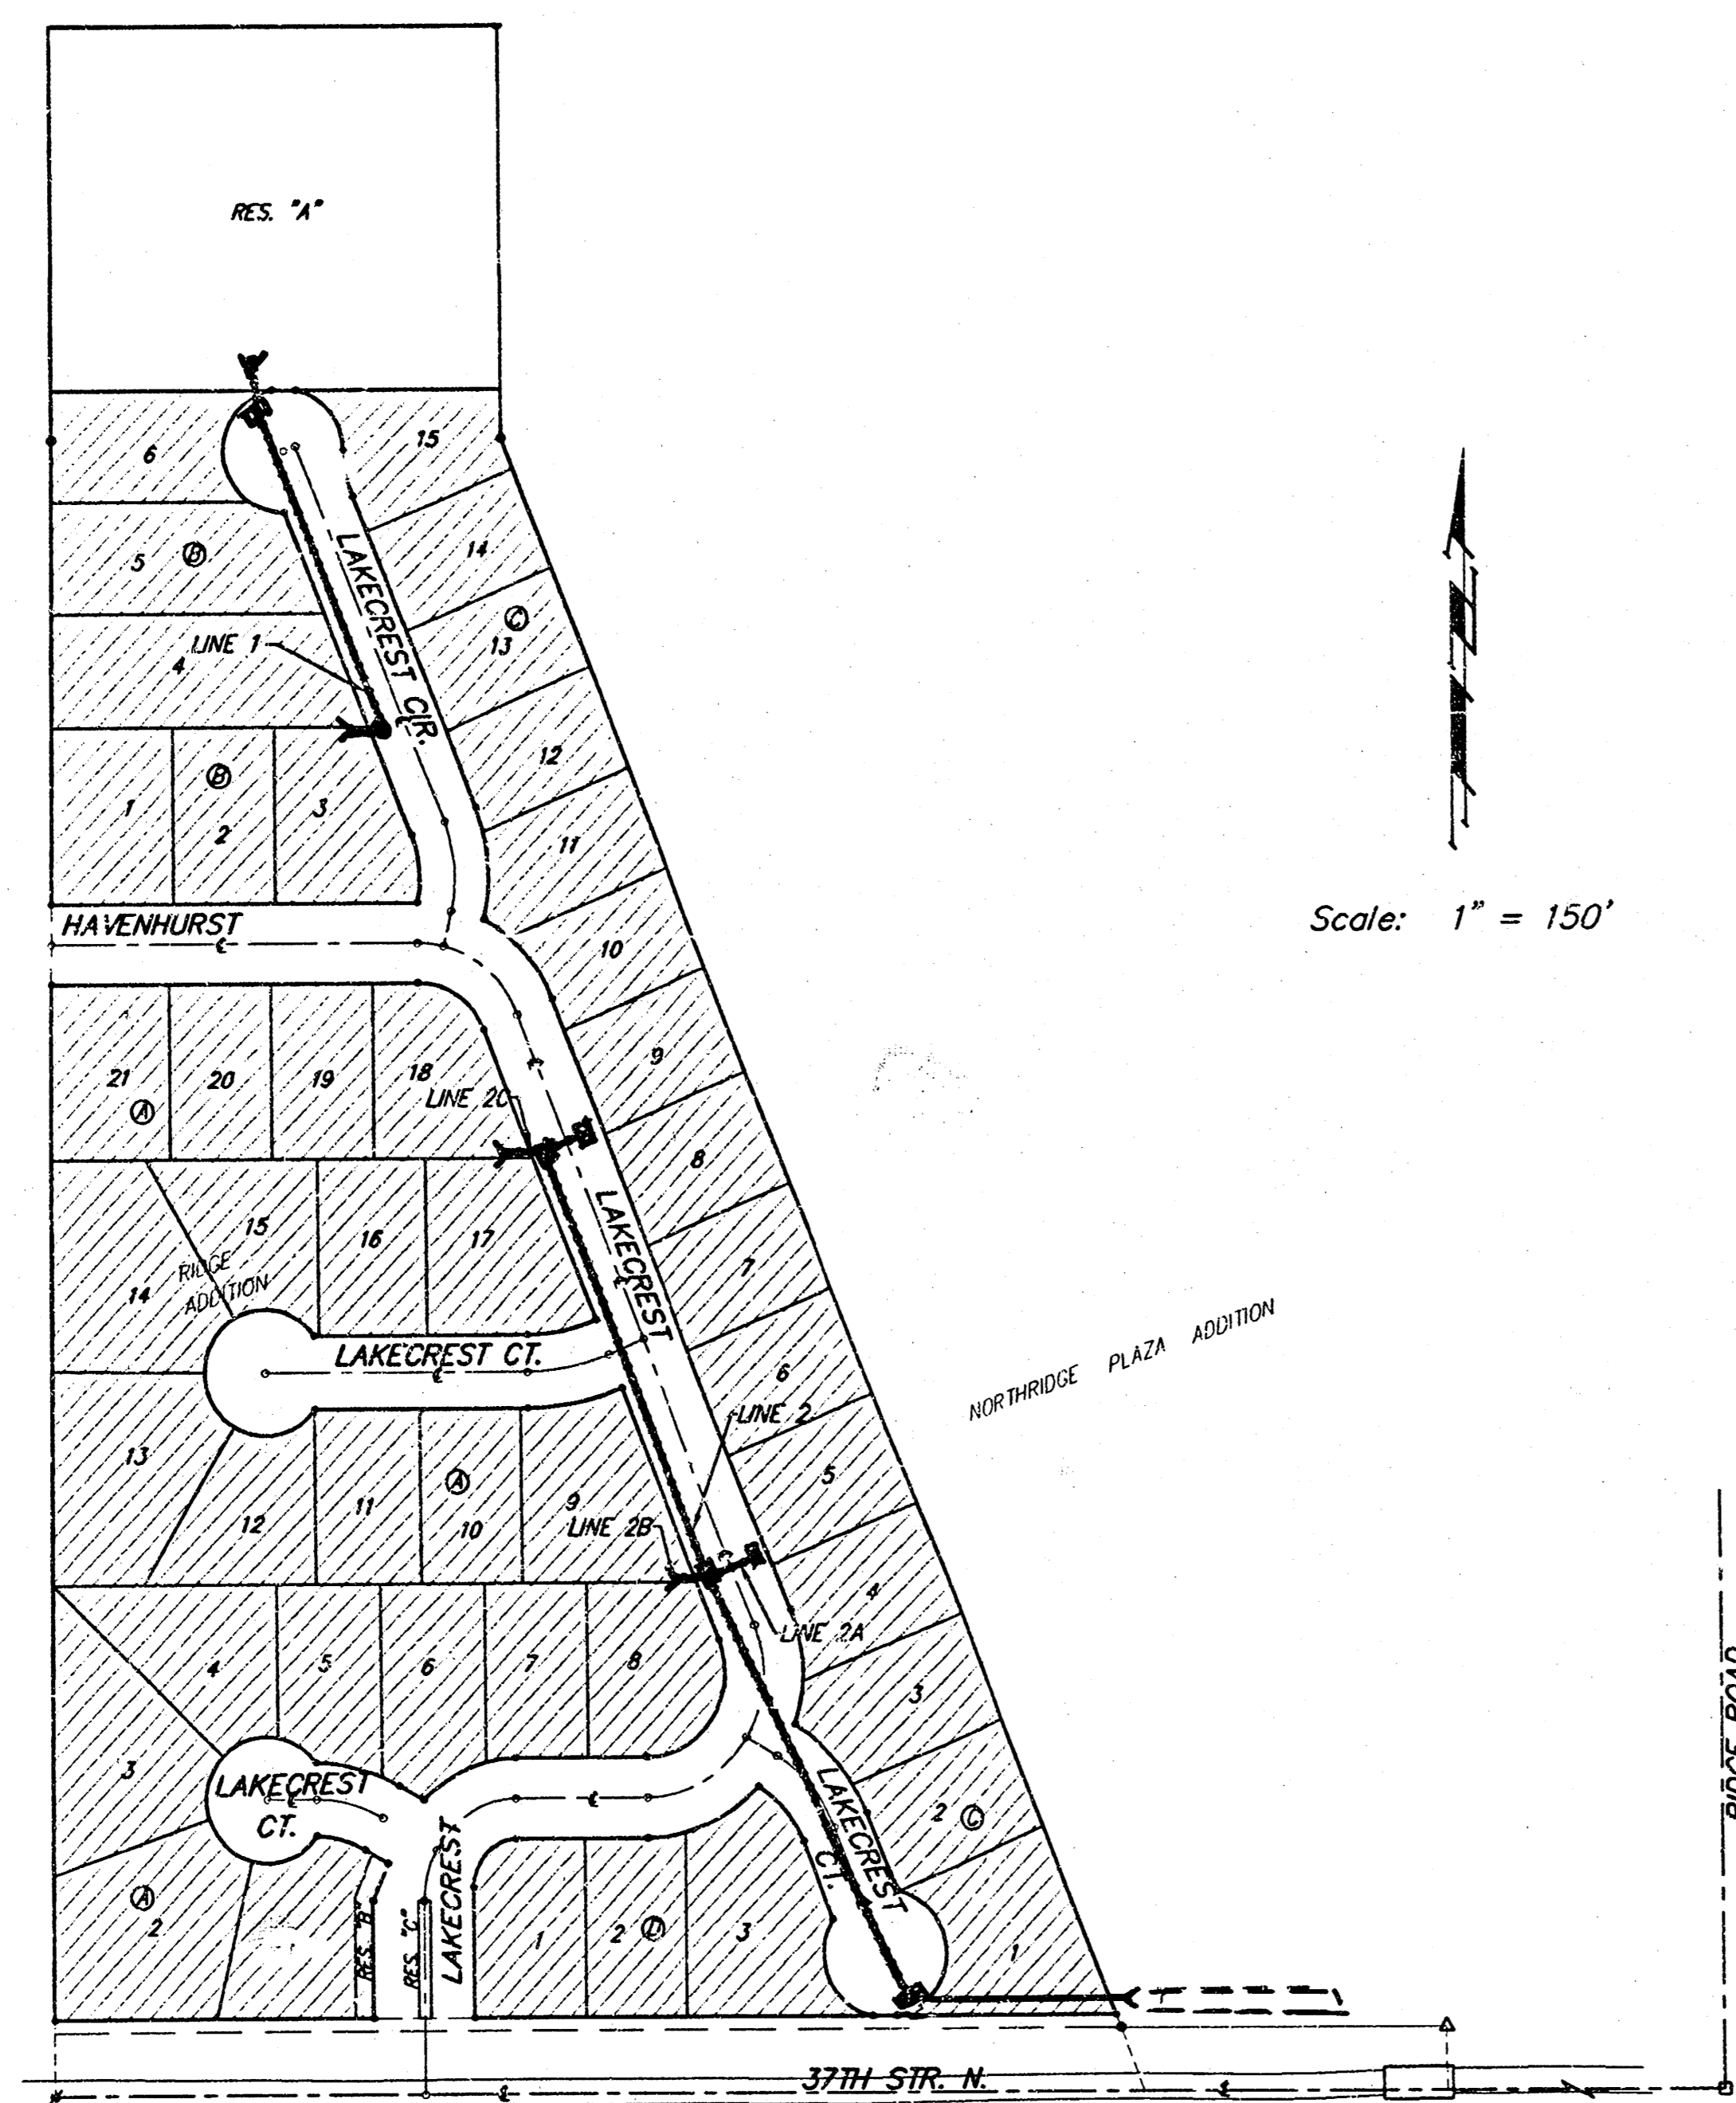 RES. "A"
6
15
LAKECREST CIR.
14
5 Ⓑ
Ⓒ
13
LINE 1
4
12
Ⓑ
1
2
3
11
HAVENHURST
℄
10
Scale: 1" = 150'
9
21
20
19
18
Ⓐ
LINE 2C
8
LAKECREST
15
16
17
7
14
RIDGE
ADDITION
NORTHRIDGE PLAZA ADDITION
LAKECREST CT.
℄
6
LINE 2
13
5
Ⓐ
12
11
10
9
LINE 2B
4
LINE 2A
4
5
6
7
8
3
RIDGE ROAD
3
LAKECREST
CT.
℄
LAKECREST
CT.
2 Ⓒ
LAKECREST
Ⓐ
2
RES. "B"
RES. "C"
1
2 Ⓓ
3
1
37TH STR. N.
℄
℄